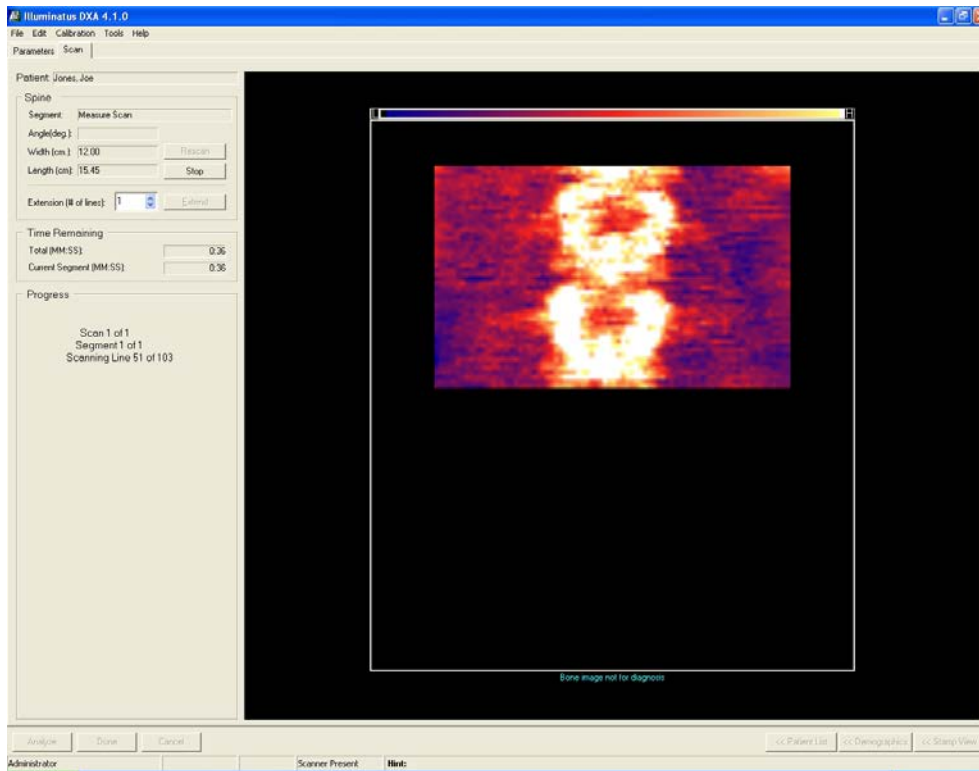 Illuminatus DXA 4.1.0
File Edit Calibration Tools Help
Parameters Scan
Patient Jones, Joe
Spine
Segment: Measure Scan
Angle(deg.):
Width (cm.): 12.00 Rescan
Length (cm): 15.45 Stop
Extension (# of lines): 1 Extend
Time Remaining
Total (MM:SS): 0:36
Current Segment (MM:SS): 0:36
Progress
Scan 1 of 1
Segment 1 of 1
Scanning Line 51 of 103
L H
Bone image not for diagnosis
Analyze Done Cancel << Patient List << Demographics << Stamp View
Administrator Scanner Present Hint: